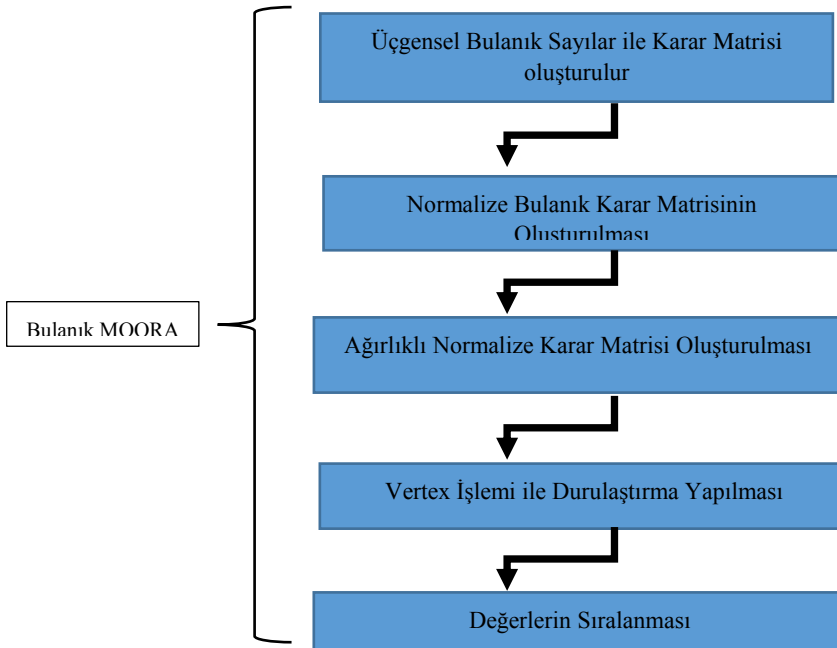 Üçgensel Bulanık Sayılar ile Karar Matrisi
oluşturulur
Normalize Bulanık Karar Matrisinin
Oluşturulması
Bulanık MOORA
Ağırlıklı Normalize Karar Matrisi Oluşturulması
Vertex İşlemi ile Durulaştırma Yapılması
Değerlerin Sıralanması